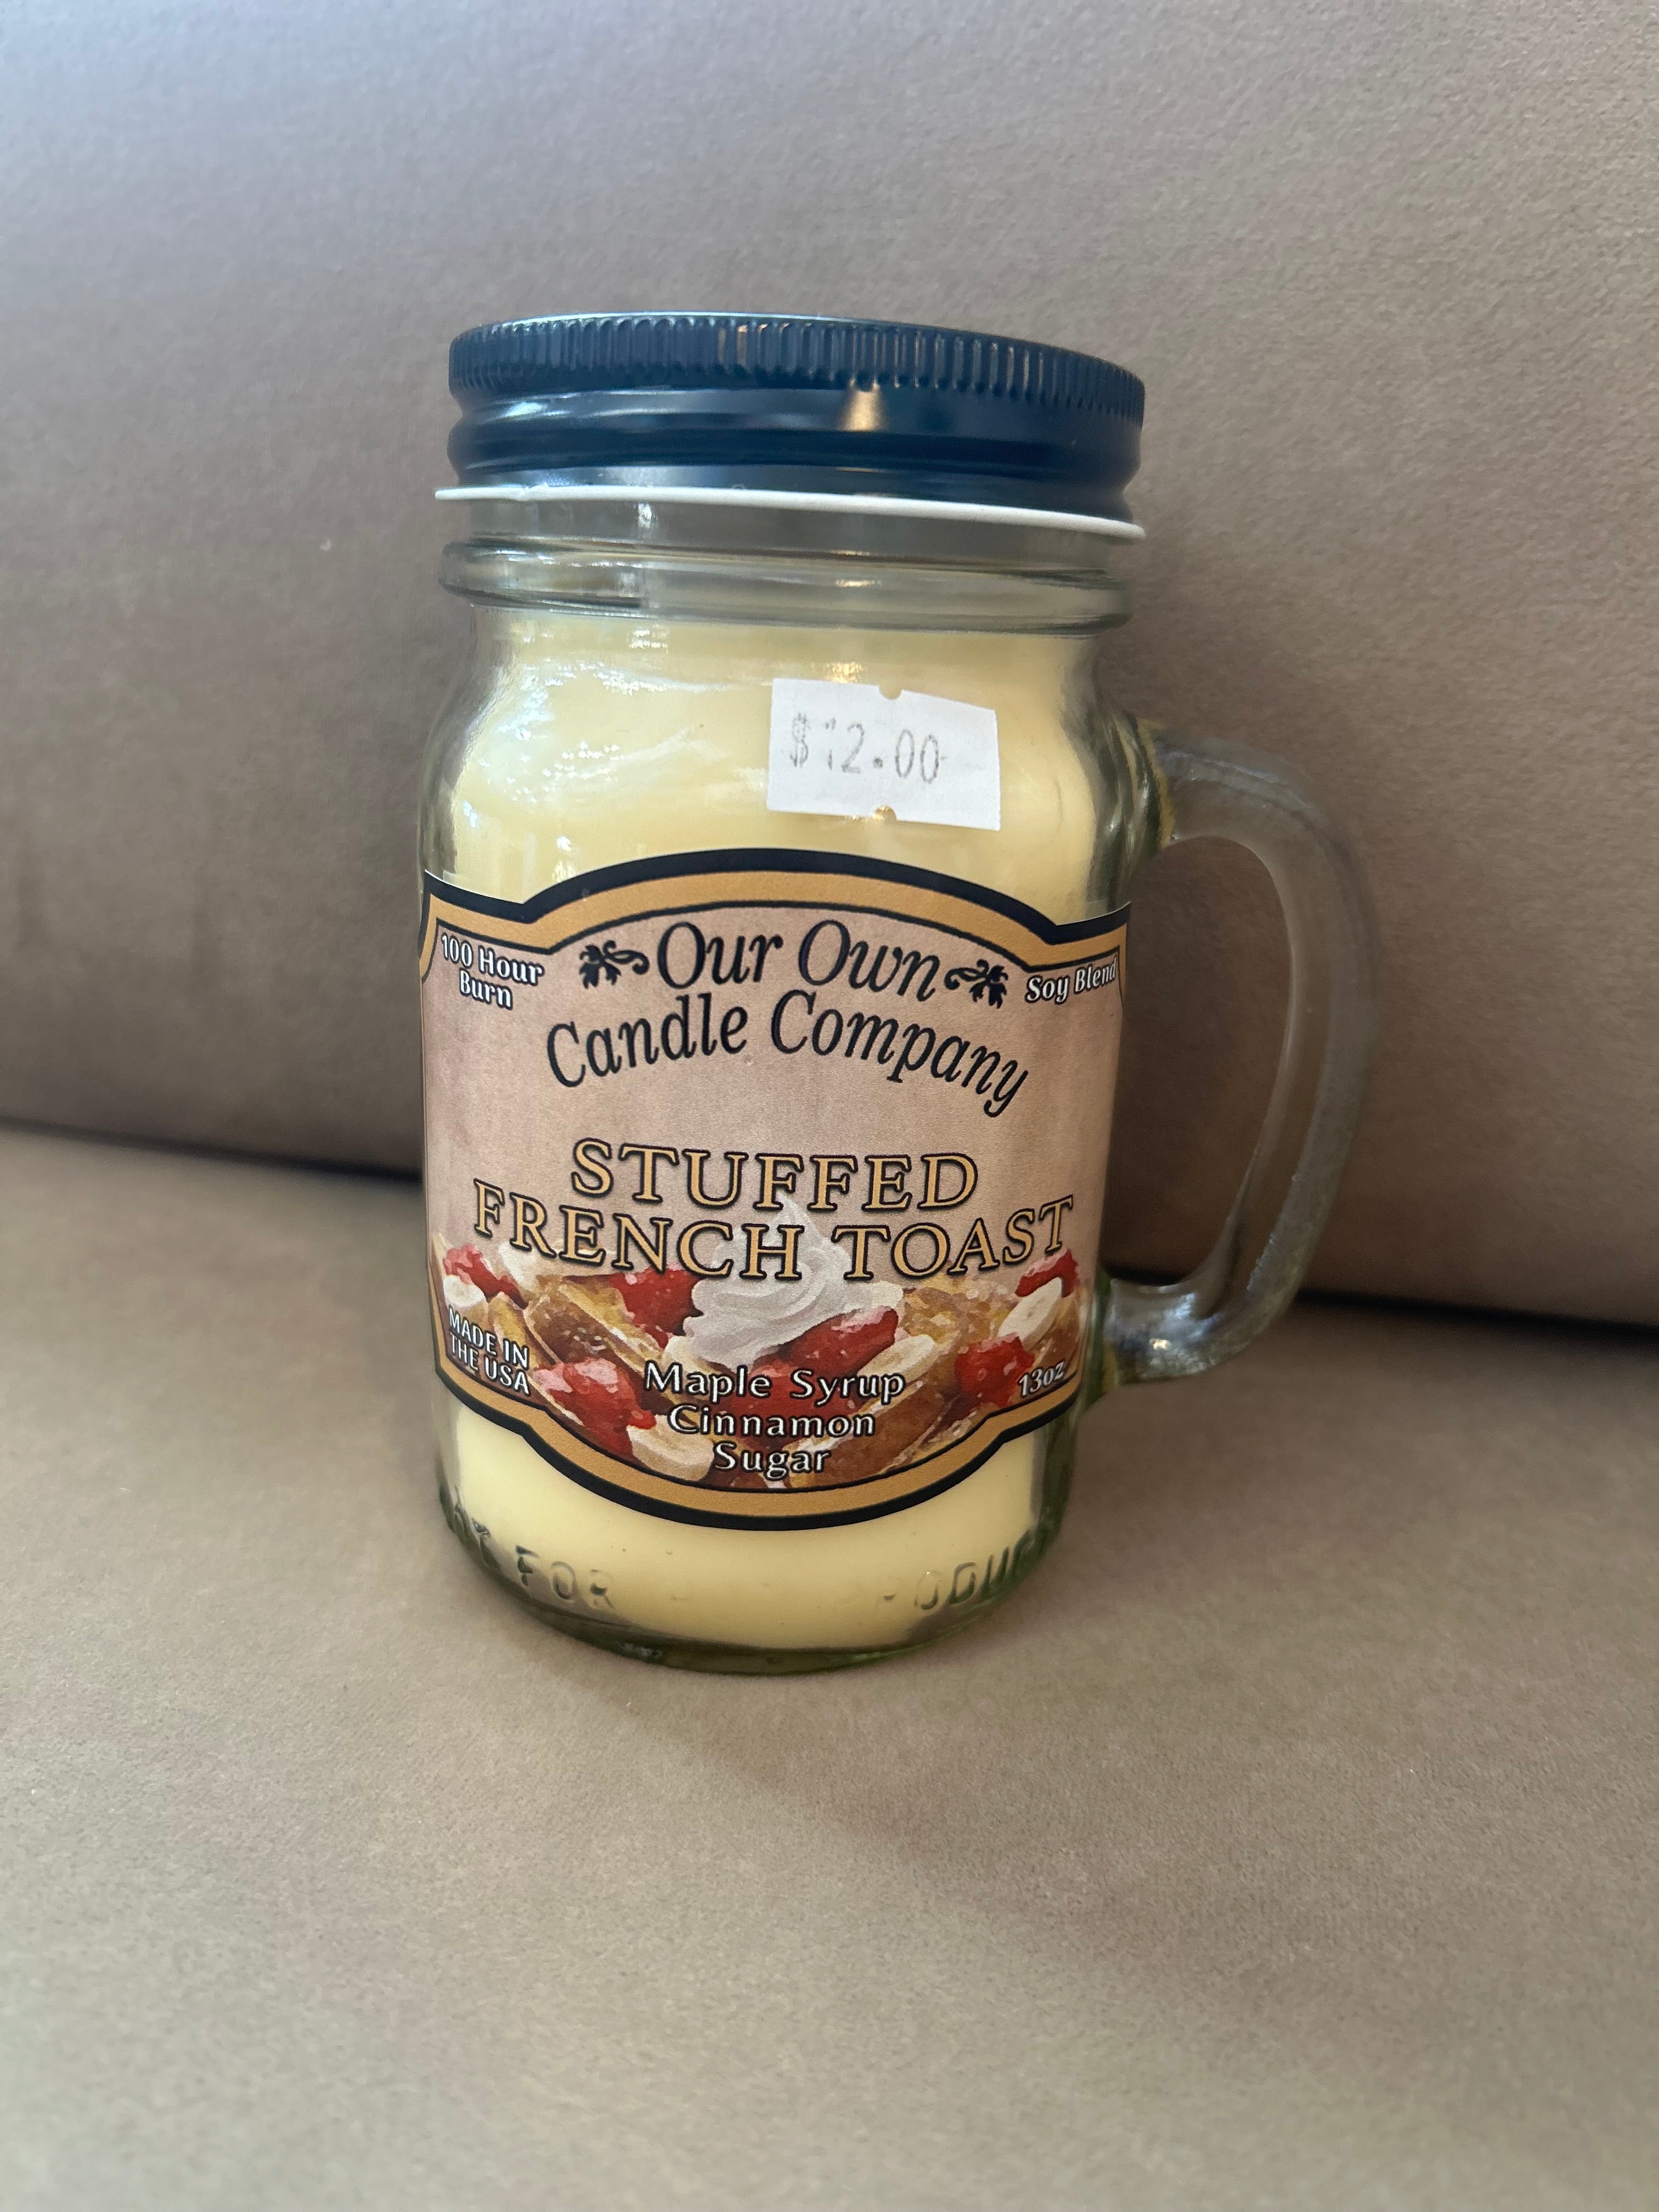 $12.00
100 Hour
Burn
Our Own
Candle Company
Soy Blend
STUFFED
FRENCH TOAST
MADE IN
THE USA
Maple Syrup
Cinnamon
Sugar
13oz
FOR